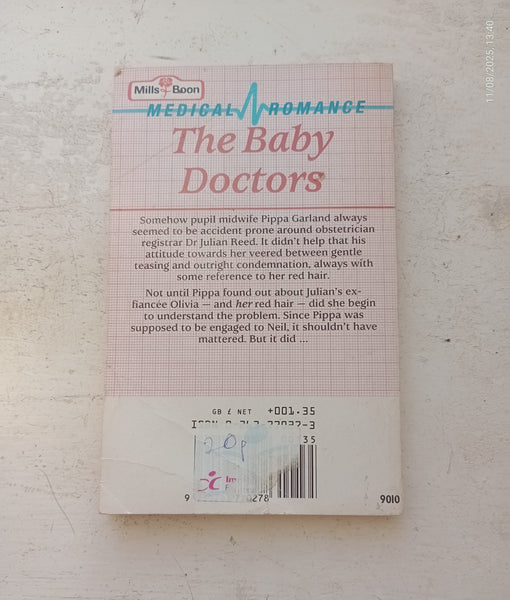 11/08/2025 13:40
Mills & Boon
MEDICAL ROMANCE
The Baby
Doctors
Somehow pupil midwife Pippa Garland always
seemed to be accident prone around obstetrician
registrar Dr Julian Reed. It didn't help that his
attitude towards her veered between gentle
teasing and outright condemnation, always with
some reference to her red hair.
Not until Pippa found out about Julian's ex-
fiancée Olivia — and her red hair — did she begin
to understand the problem. Since Pippa was
supposed to be engaged to Neil, it shouldn't have
mattered. But it did ...
GB £ NET +001.35
ISBN 0
35
20p
9
9010